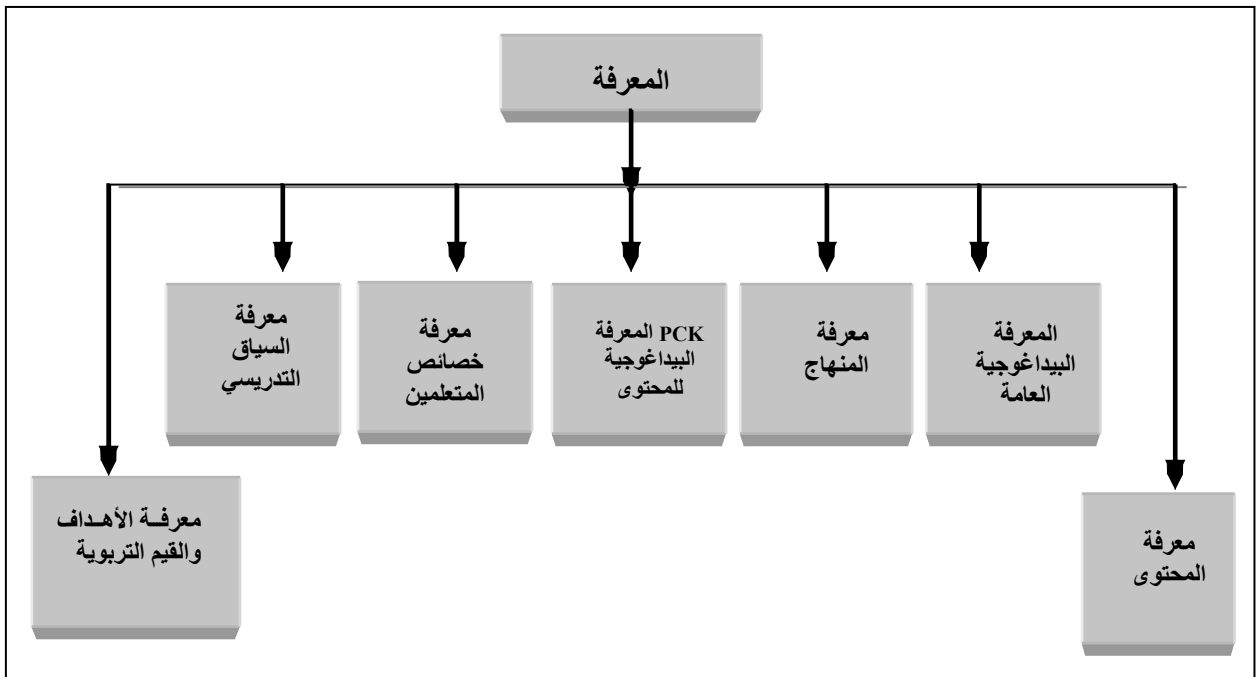 المعرفة
معرفة
المحتوى
المعرفة
البيداغوجية
العامة
معرفة
المنهاج
PCK المعرفة
البيداغوجية
للمحتوى
معرفة
خصائص
المتعلمين
معرفة
السياق
التدريسي
معرفــة الأهـداف
والقيم التربوية